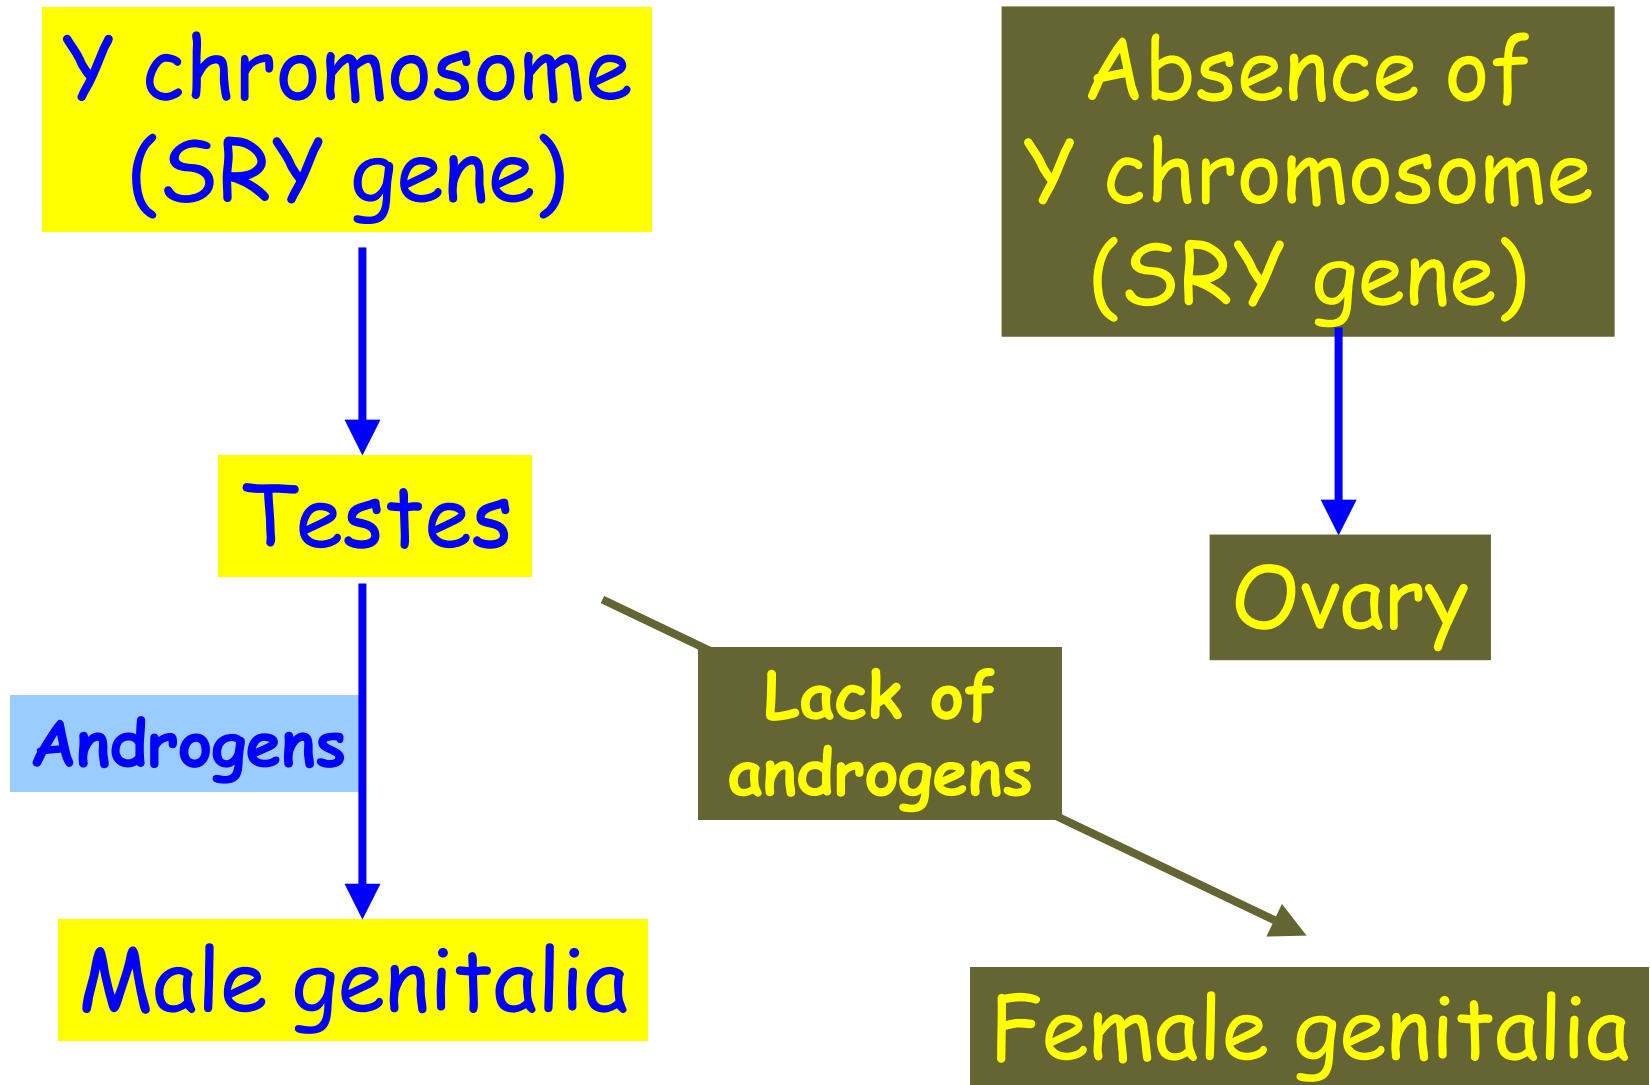 Y chromosome
(SRY gene)
Absence of
Y chromosome
(SRY gene)
Testes
Ovary
Androgens
Lack of
androgens
Male genitalia
Female genitalia